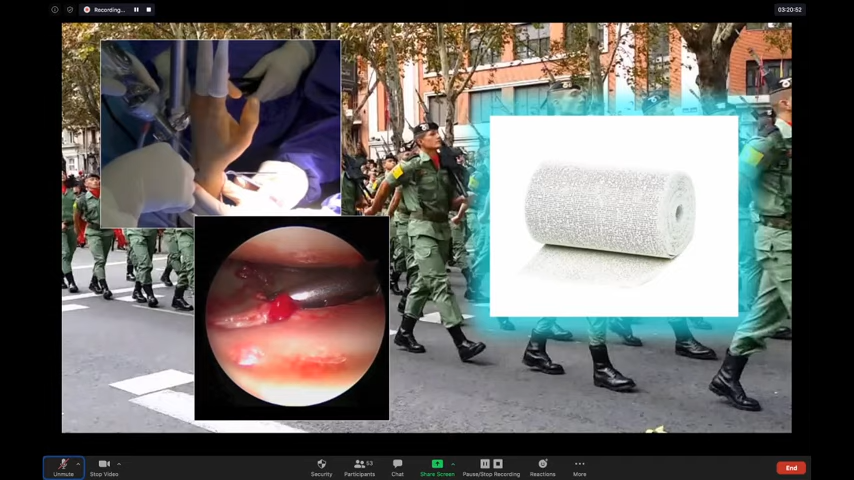 Recording...
03:20:52
53
Unmute
Stop Video
Security
Participants
Chat
Share Screen
Pause/Stop Recording
Reactions
More
End